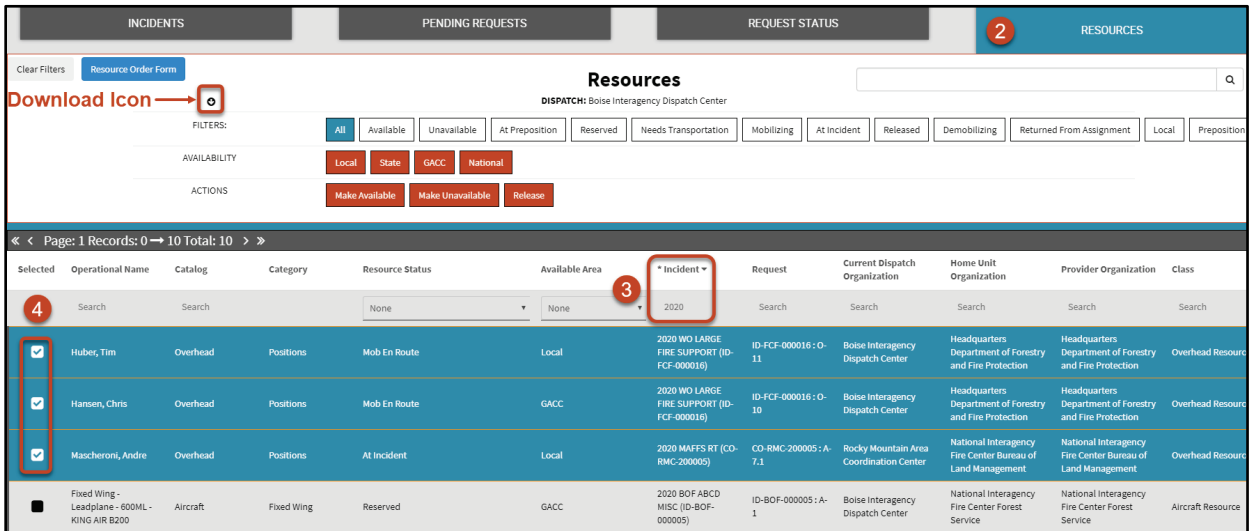 INCIDENTS PENDING REQUESTS REQUEST STATUS 2 RESOURCES
Clear Filters Resource Order Form Resources
Download Icon DISPATCH: Boise Interagency Dispatch Center
FILTERS: All Available Unavailable At Preposition Reserved Needs Transportation Mobilizing At Incident Released Demobilizing Returned From Assignment Local Preposition
AVAILABILITY Local State GACC National
ACTIONS Make Available Make Unavailable Release
« < Page: 1 Records: 0 → 10 Total: 10 > »
Selected Operational Name Catalog Category Resource Status Available Area * Incident ▾ Request Current Dispatch Organization Home Unit Organization Provider Organization Class
4 Search Search None None 3 2020 Search Search Search Search Search
Huber, Tim Overhead Positions Mob En Route Local 2020 WO LARGE FIRE SUPPORT (ID-FCF-000016) ID-FCF-000016 : O-11 Boise Interagency Dispatch Center Headquarters Department of Forestry and Fire Protection Headquarters Department of Forestry and Fire Protection Overhead Resourc
Hansen, Chris Overhead Positions Mob En Route GACC 2020 WO LARGE FIRE SUPPORT (ID-FCF-000016) ID-FCF-000016 : O-10 Boise Interagency Dispatch Center Headquarters Department of Forestry and Fire Protection Headquarters Department of Forestry and Fire Protection Overhead Resourc
Mascheroni, Andre Overhead Positions At Incident Local 2020 MAFFS RT (CO-RMC-200005) CO-RMC-200005 : A-7.1 Rocky Mountain Area Coordination Center National Interagency Fire Center Bureau of Land Management National Interagency Fire Center Bureau of Land Management Overhead Resourc
Fixed Wing - Leadplane - 600ML - KING AIR B200 Aircraft Fixed Wing Reserved GACC 2020 BOF ABCD MISC (ID-BOF-000005) ID-BOF-000005 : A-1 Boise Interagency Dispatch Center National Interagency Fire Center Forest Service National Interagency Fire Center Forest Service Aircraft Resource